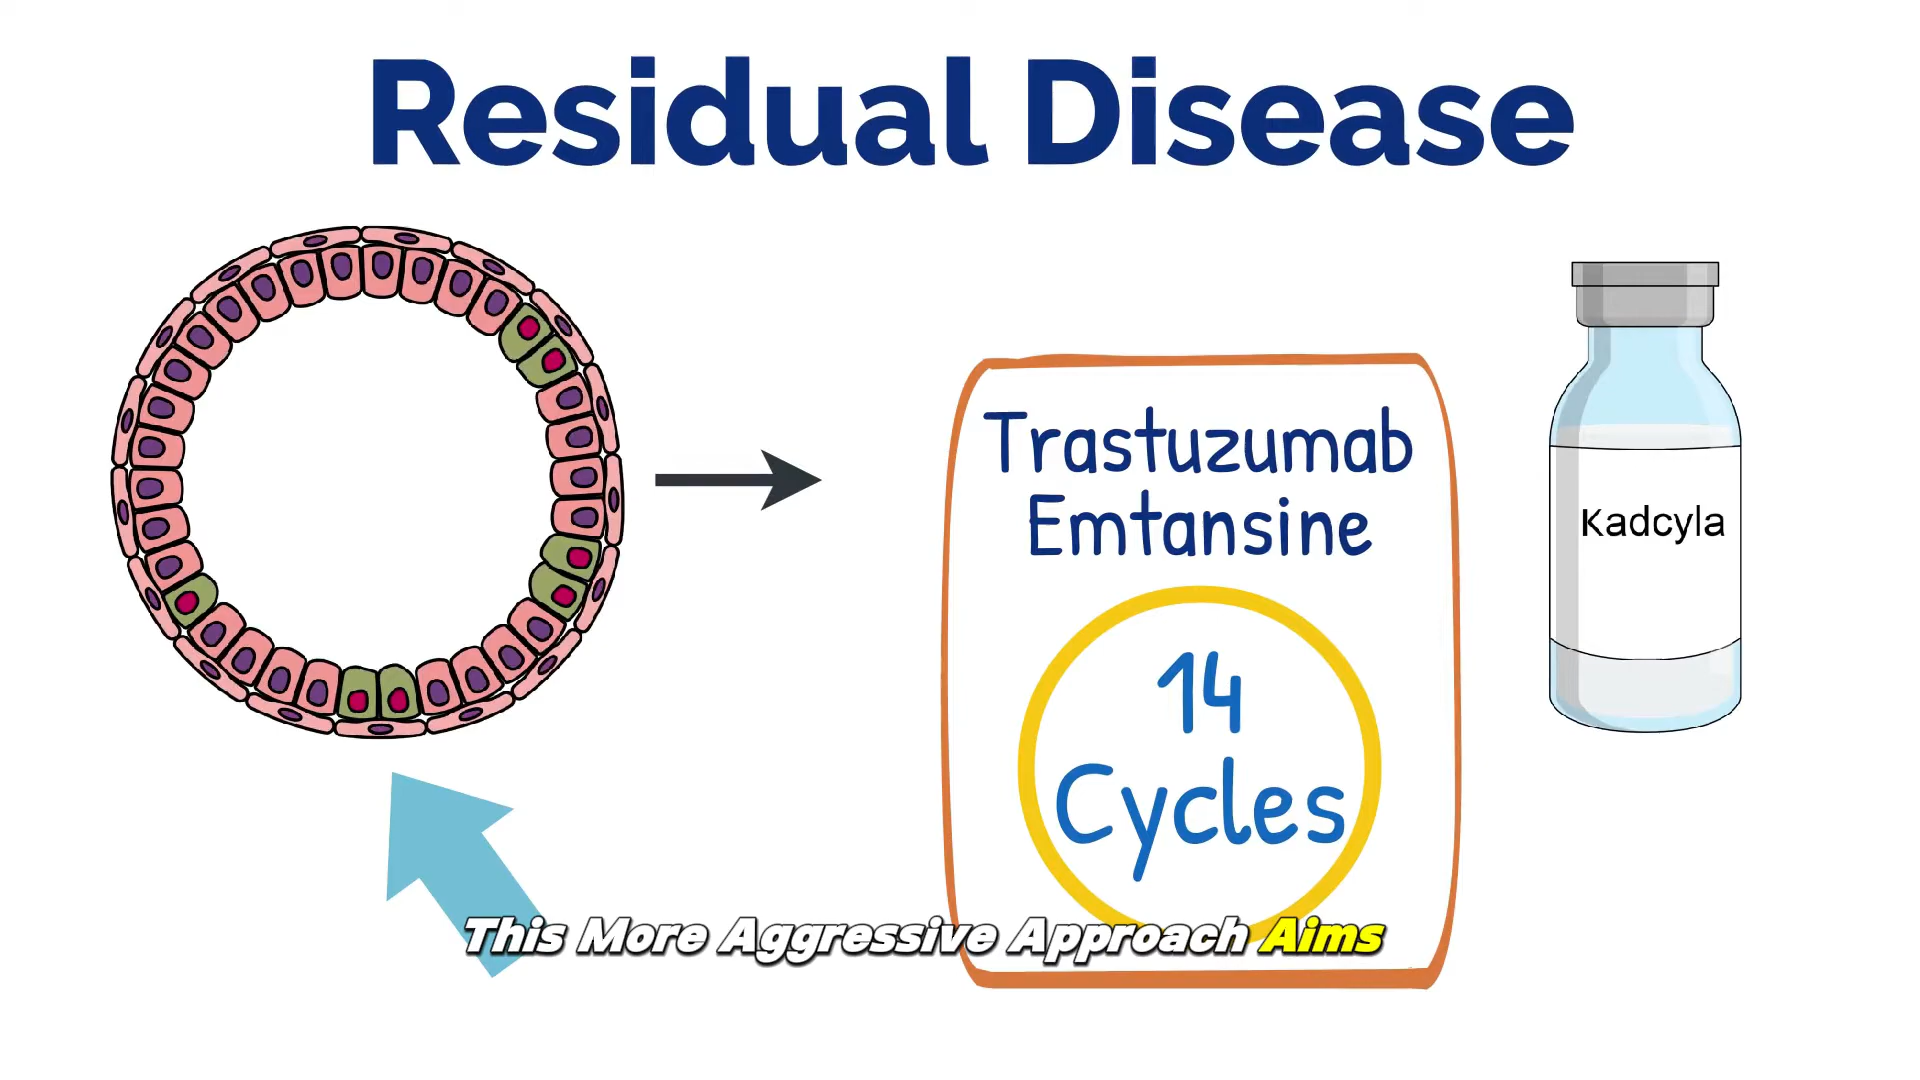 Residual Disease
Trastuzumab
Emtansine
14
Cycles
Kadcyla
This More Aggressive Approach Aims